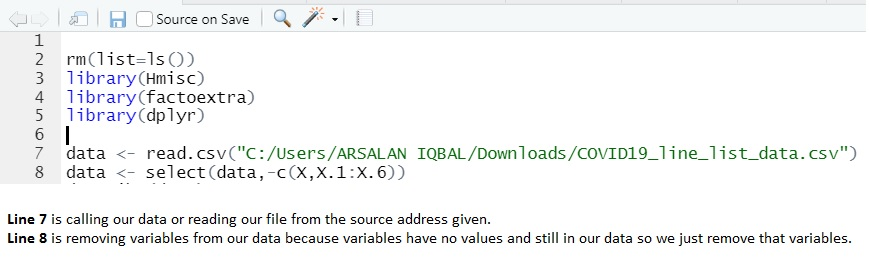 Source on Save
1
2 rm(list=ls())
3 library(Hmisc)
4 library(factoextra)
5 library(dplyr)
6
7 data <- read.csv("C:/Users/ARSALAN IQBAL/Downloads/COVID19_line_list_data.csv")
8 data <- select(data,-c(X,X.1:X.6))
Line 7 is calling our data or reading our file from the source address given.
Line 8 is removing variables from our data because variables have no values and still in our data so we just remove that variables.